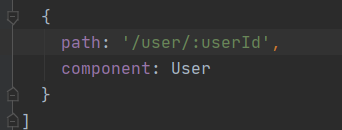 {
path: '/user/:userId',
component: User
}
]